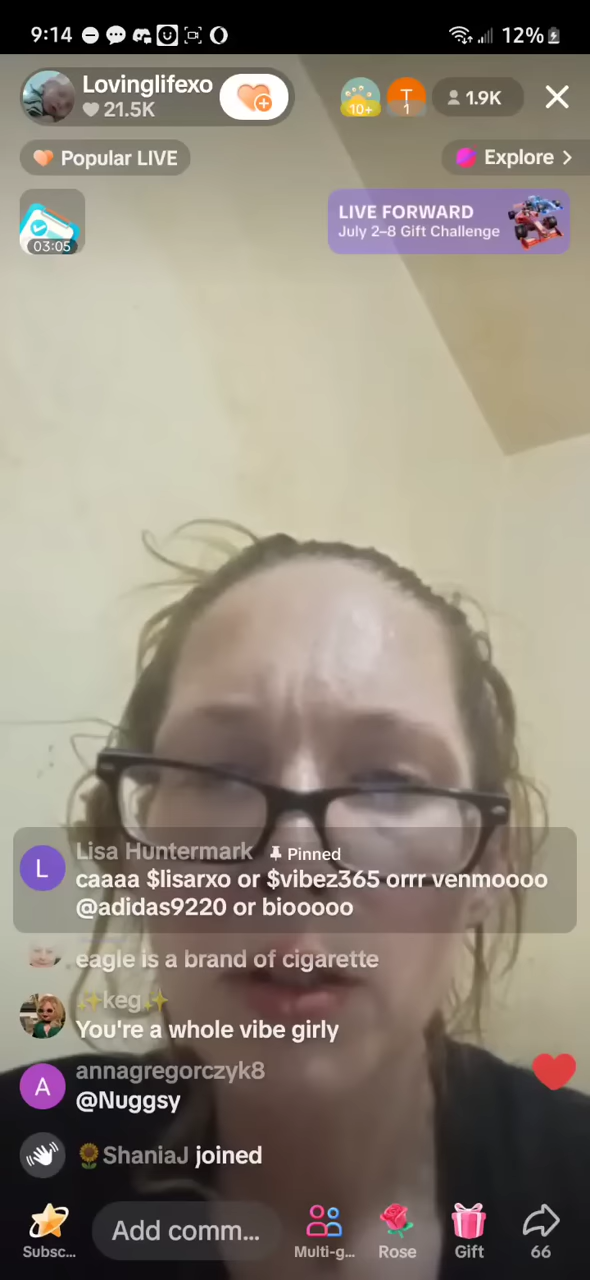 9:14
12%
Lovinglifexo
21.5K
10+
T
1
1.9K
Popular LIVE
Explore >
03:05
LIVE FORWARD
July 2–8 Gift Challenge
L
Lisa Huntermark Pinned
caaaa $lisarxo or $vibez365 orrr venmoooo
@adidas9220 or biooooo
eagle is a brand of cigarette
✨keg✨
You're a whole vibe girly
A
annagregorczyk8
@Nuggsy
🌻ShaniaJ joined
Add comm...
Subsc...
Multi-g...
Rose
Gift
66